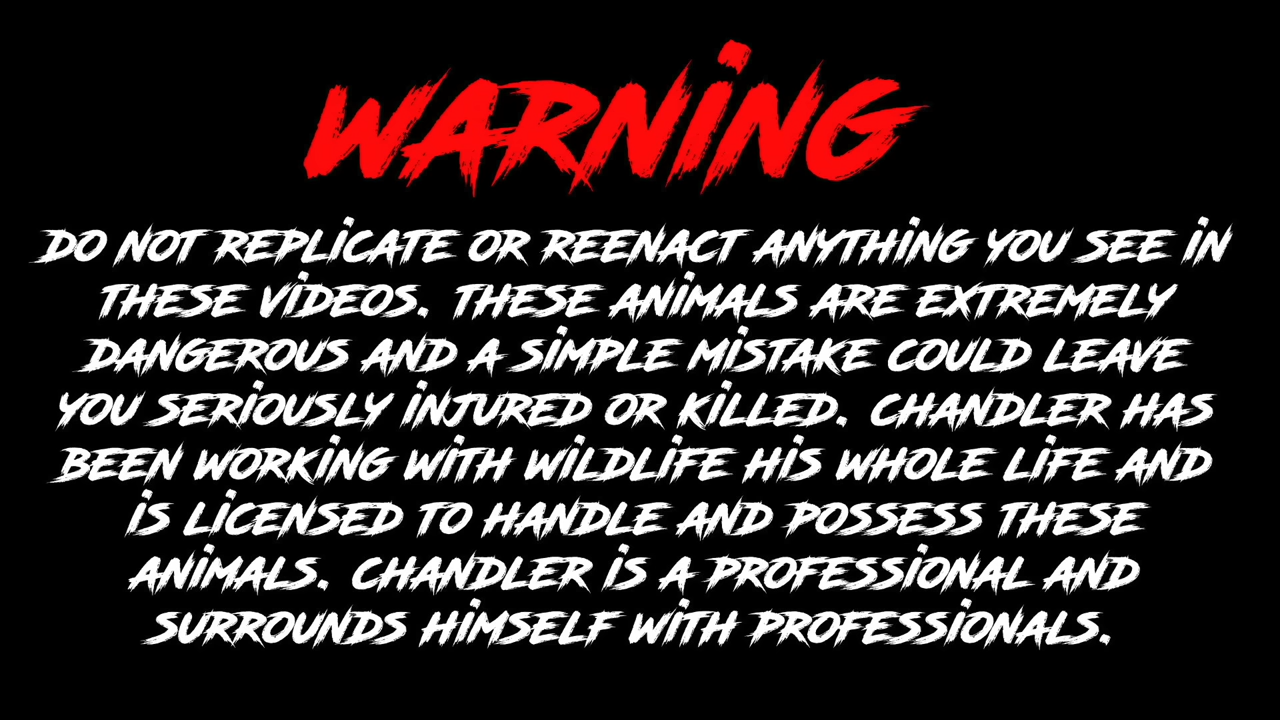 WARNING
DO NOT REPLICATE OR REENACT ANYTHING YOU SEE IN
THESE VIDEOS. THESE ANIMALS ARE EXTREMELY
DANGEROUS AND A SIMPLE MISTAKE COULD LEAVE
YOU SERIOUSLY INJURED OR KILLED. CHANDLER HAS
BEEN WORKING WITH WILDLIFE HIS WHOLE LIFE AND
IS LICENSED TO HANDLE AND POSSESS THESE
ANIMALS. CHANDLER IS A PROFESSIONAL AND
SURROUNDS HIMSELF WITH PROFESSIONALS.